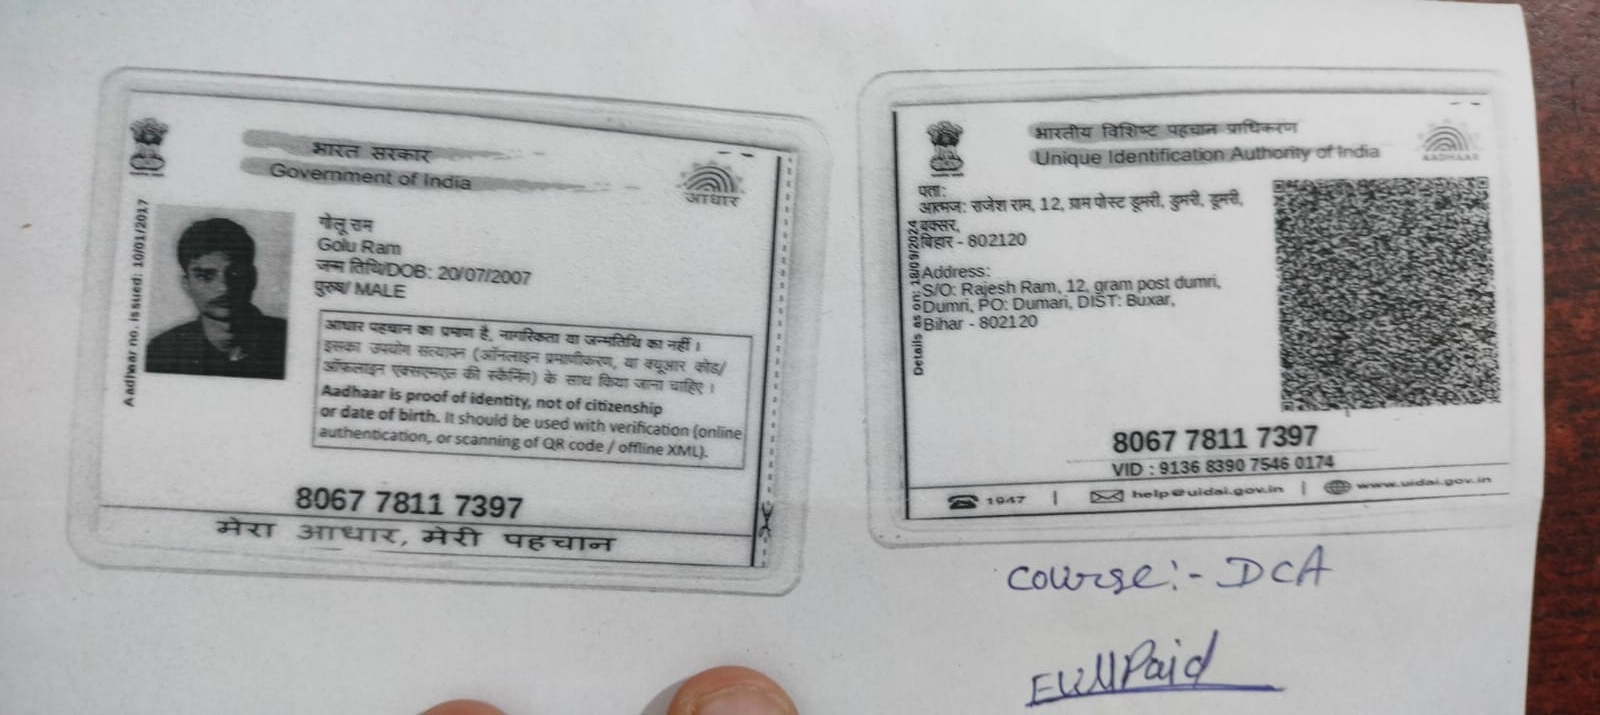 भारत सरकार
Government of India
आधार
Aadhaar no. issued: 10/01/2017
गोलू राम
Golu Ram
जन्म तिथि/DOB: 20/07/2007
पुरुष/ MALE
आधार पहचान का प्रमाण है, नागरिकता या जन्मतिथि का नहीं ।
इसका उपयोग सत्यापन (ऑनलाइन प्रमाणीकरण, या क्यूआर कोड/
ऑफ़लाइन एक्सएमएल की स्कैनिंग) के साथ किया जाना चाहिए ।
Aadhaar is proof of identity, not of citizenship
or date of birth. It should be used with verification (online
authentication, or scanning of QR code / offline XML).
8067 7811 7397
मेरा आधार, मेरी पहचान
भारतीय विशिष्ट पहचान प्राधिकरण
Unique Identification Authority of India
AADHAAR
Details as on: 18/09/2024
पता:
आत्मज: राजेश राम, 12, ग्राम पोस्ट डूमरी, डुमरी, डूमरी,
बक्सर,
बिहार - 802120
Address:
S/O: Rajesh Ram, 12, gram post dumri,
Dumri, PO: Dumari, DIST: Buxar,
Bihar - 802120
8067 7811 7397
VID : 9136 8390 7546 0174
1947 | help@uidai.gov.in | www.uidai.gov.in
course:- DCA
FullPaid